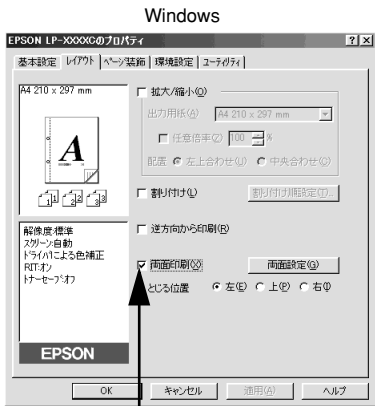 Windows
EPSON LP-XXXXCのプロパティ
基本設定 レイアウト ページ装飾 環境設定 ユーティリティ
A4 210 x 297 mm
A
1 1 2 2 3 3
解像度:標準
スクリーン:自動
ドライバによる色補正
RIT:オン
トナーセーブ:オフ
EPSON
拡大/縮小(O)
出力用紙(A) A4 210 x 297 mm
任意倍率(Z) 100 %
配置 左上合わせ(U) 中央合わせ(C)
割り付け(L) 割り付け順設定(T)...
逆方向から印刷(R)
両面印刷(X) 両面設定(G)
とじる位置 左(E) 上(P) 右(I)
OK キャンセル 適用(A) ヘルプ